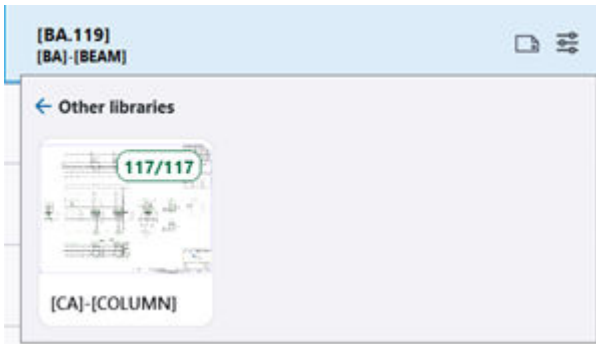 [BA.119]
[BA]-[BEAM]
Other libraries
117/117
[CA]-[COLUMN]